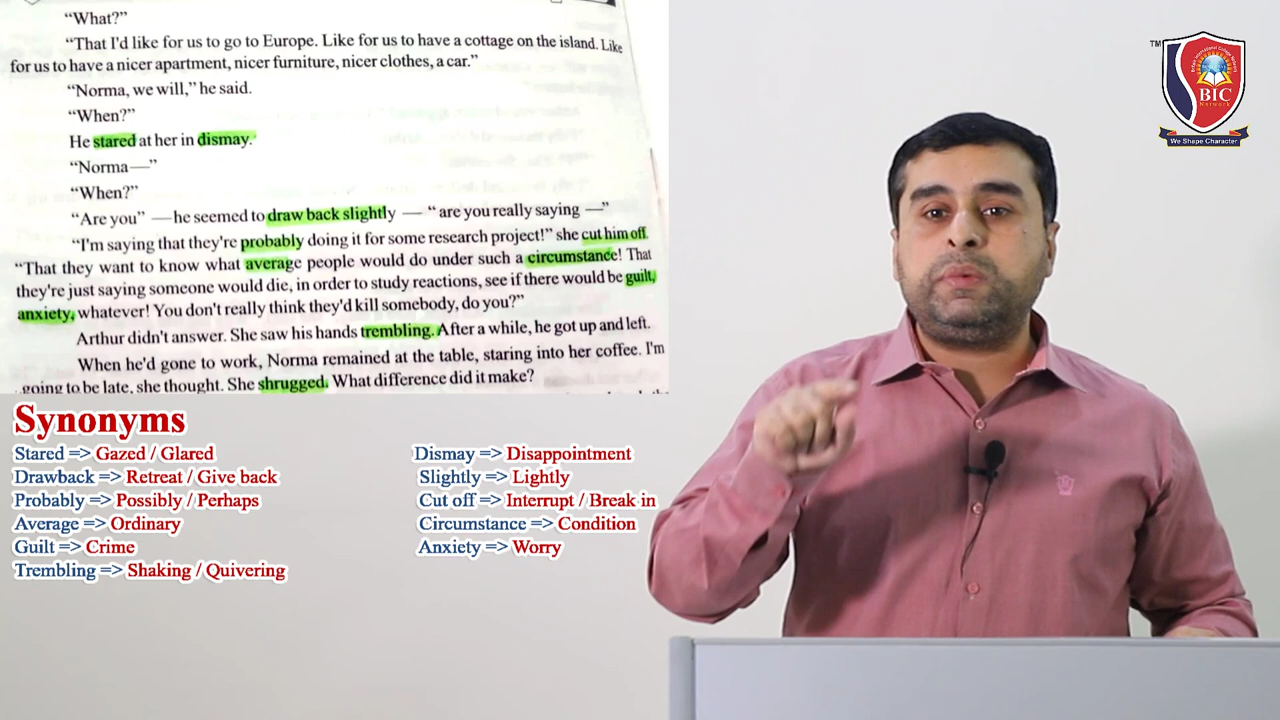 “What?”
“That I'd like for us to go to Europe. Like for us to have a cottage on the island. Like
for us to have a nicer apartment, nicer furniture, nicer clothes, a car.”
“Norma, we will,” he said.
“When?”
He stared at her in dismay.
“Norma—”
“When?”
“Are you” — he seemed to draw back slightly — “ are you really saying —”
“I'm saying that they're probably doing it for some research project!” she cut him off.
“That they want to know what average people would do under such a circumstance! That
they're just saying someone would die, in order to study reactions, see if there would be guilt,
anxiety, whatever! You don't really think they'd kill somebody, do you?”
Arthur didn't answer. She saw his hands trembling. After a while, he got up and left.
When he'd gone to work, Norma remained at the table, staring into her coffee. I'm
going to be late, she thought. She shrugged. What difference did it make?
Synonyms
Stared => Gazed / Glared
Dismay => Disappointment
Drawback => Retreat / Give back
Slightly => Lightly
Probably => Possibly / Perhaps
Cut off => Interrupt / Break in
Average => Ordinary
Circumstance => Condition
Guilt => Crime
Anxiety => Worry
Trembling => Shaking / Quivering
TM
BIC
Network
We Shape Character